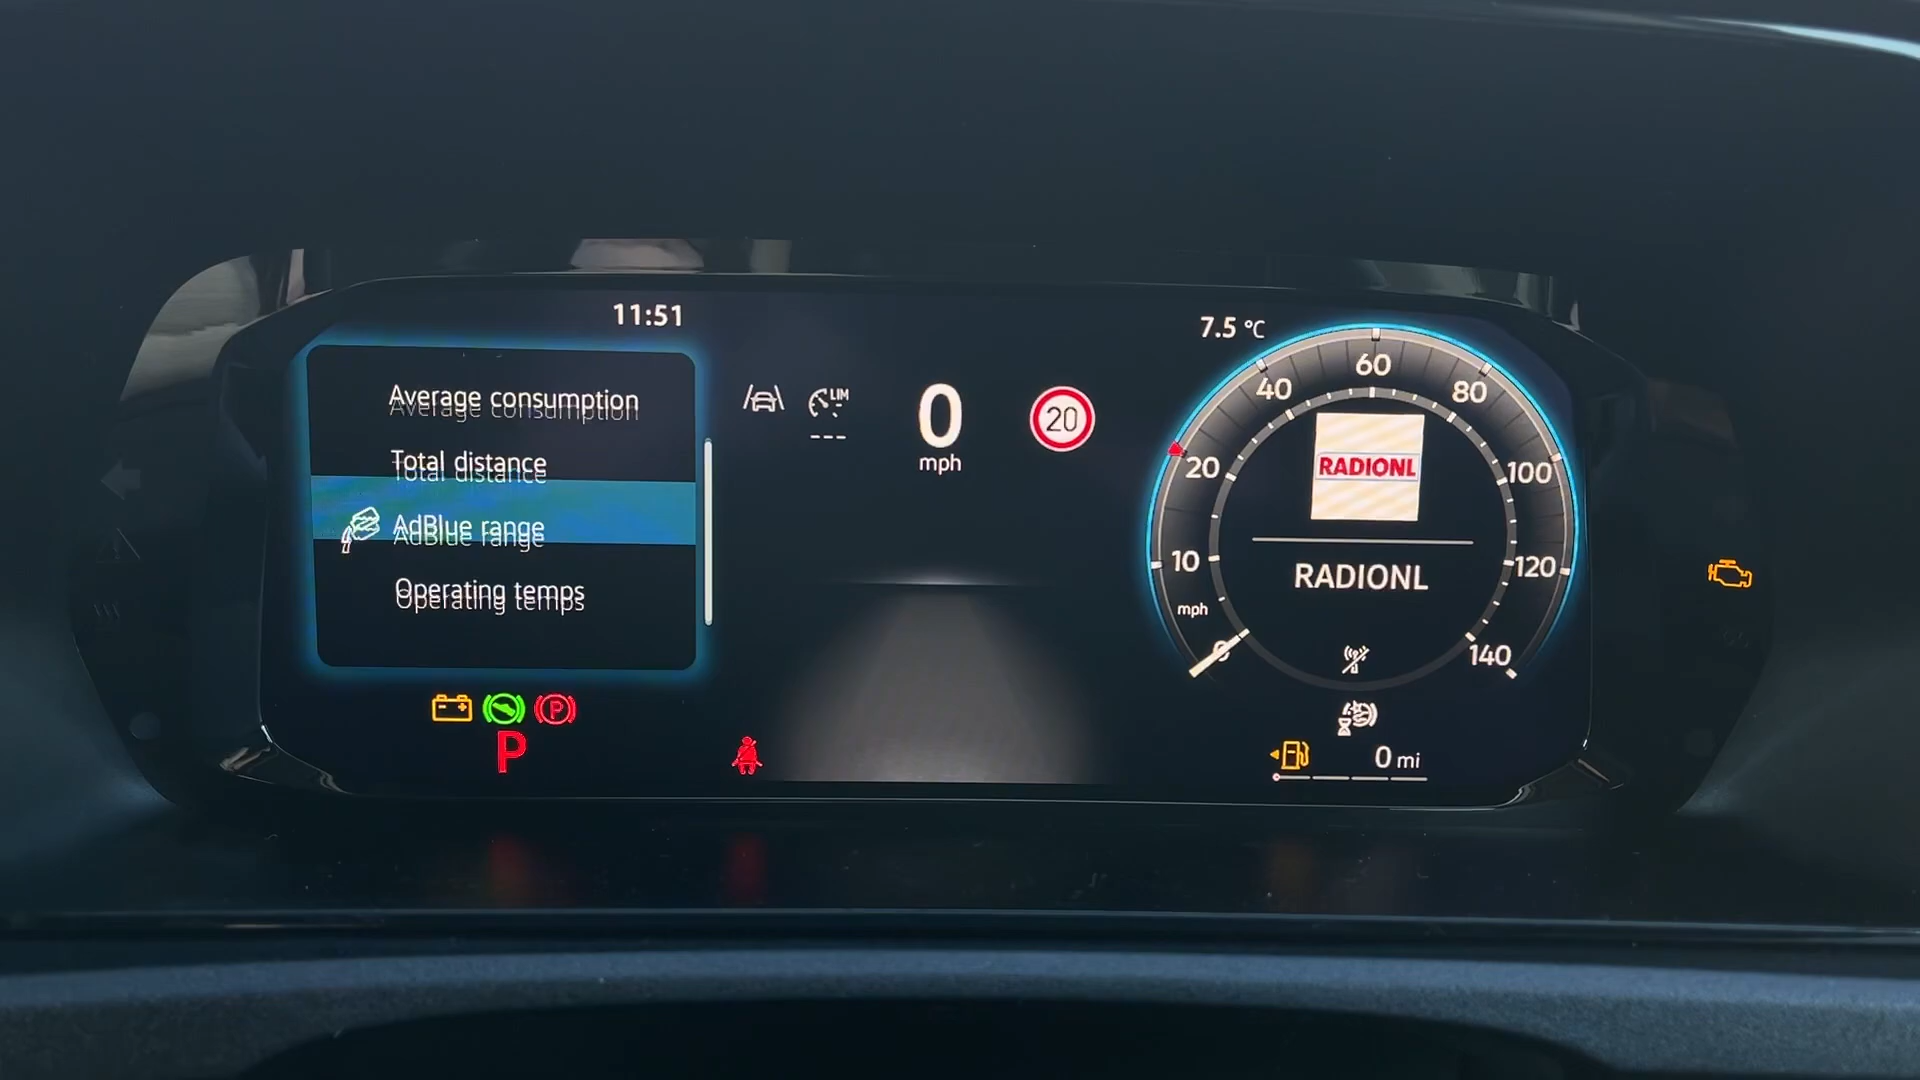 11:51
7.5 °C
Average consumption
Total distance
AdBlue range
Operating temps
LIM
---
0
mph
20
10
20
40
60
80
100
120
140
mph
0
RADIONL
RADIONL
P
P
0 mi